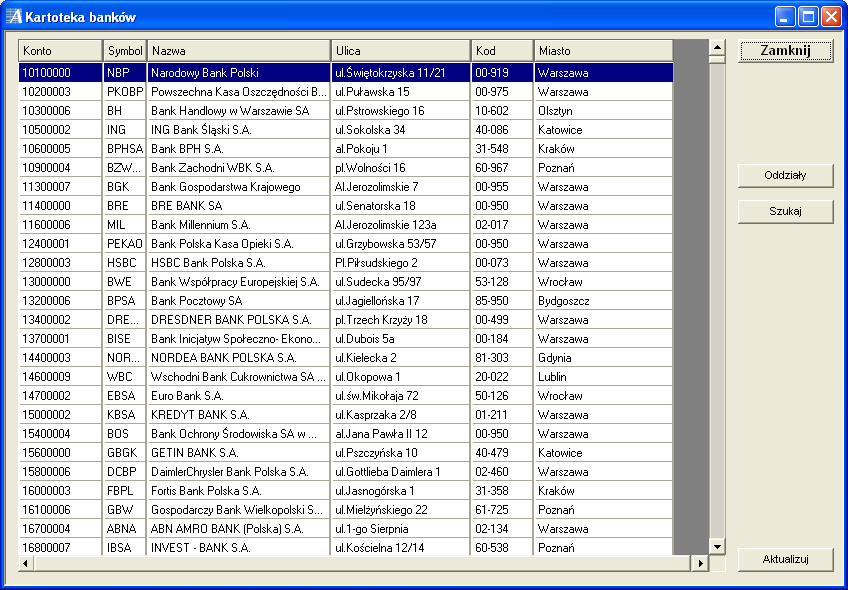 Kartoteka banków
Konto Symbol Nazwa Ulica Kod Miasto
10100000 NBP Narodowy Bank Polski ul.Świętokrzyska 11/21 00-919 Warszawa
10200003 PKOBP Powszechna Kasa Oszczędności B... ul.Puławska 15 00-975 Warszawa
10300006 BH Bank Handlowy w Warszawie SA ul.Pstrowskiego 16 10-602 Olsztyn
10500002 ING ING Bank Śląski S.A. ul.Sokolska 34 40-086 Katowice
10600005 BPHSA Bank BPH S.A. al.Pokoju 1 31-548 Kraków
10900004 BZW... Bank Zachodni WBK S.A. pl.Wolności 16 60-967 Poznań
11300007 BGK Bank Gospodarstwa Krajowego Al.Jerozolimskie 7 00-955 Warszawa
11400000 BRE BRE BANK SA ul.Senatorska 18 00-950 Warszawa
11600006 MIL Bank Millennium S.A. Al.Jerozolimskie 123a 02-017 Warszawa
12400001 PEKAO Bank Polska Kasa Opieki S.A. ul.Grzybowska 53/57 00-950 Warszawa
12800003 HSBC HSBC Bank Polska S.A. Pl.Piłsudskiego 2 00-073 Warszawa
13000000 BWE Bank Współpracy Europejskiej S.A. ul.Sudecka 95/97 53-128 Wrocław
13200006 BPSA Bank Pocztowy SA ul.Jagiellońska 17 85-950 Bydgoszcz
13400002 DRE... DRESDNER BANK POLSKA S.A. pl.Trzech Krzyży 18 00-499 Warszawa
13700001 BISE Bank Inicjatyw Społeczno- Ekono... ul.Dubois 5a 00-184 Warszawa
14400003 NOR... NORDEA BANK POLSKA S.A. ul.Kielecka 2 81-303 Gdynia
14600009 WBC Wschodni Bank Cukrownictwa SA ... ul.Okopowa 1 20-022 Lublin
14700002 EBSA Euro Bank S.A. ul.św.Mikołaja 72 50-126 Wrocław
15000002 KBSA KREDYT BANK S.A. ul.Kasprzaka 2/8 01-211 Warszawa
15400004 BOS Bank Ochrony Środowiska SA w ... al.Jana Pawła II 12 00-950 Warszawa
15600000 GBGK GETIN BANK S.A. ul.Pszczyńska 10 40-479 Katowice
15800006 DCBP DaimlerChrysler Bank Polska S.A. ul.Gottlieba Daimlera 1 02-460 Warszawa
16000003 FBPL Fortis Bank Polska S.A. ul.Jasnogórska 1 31-358 Kraków
16100006 GBW Gospodarczy Bank Wielkopolski S... ul.Mielżyńskiego 22 61-725 Poznań
16700004 ABNA ABN AMRO BANK (Polska) S.A. ul.1-go Sierpnia 02-134 Warszawa
16800007 IBSA INVEST - BANK S.A. ul.Kościelna 12/14 60-538 Poznań
Zamknij
Oddziały
Szukaj
Aktualizuj